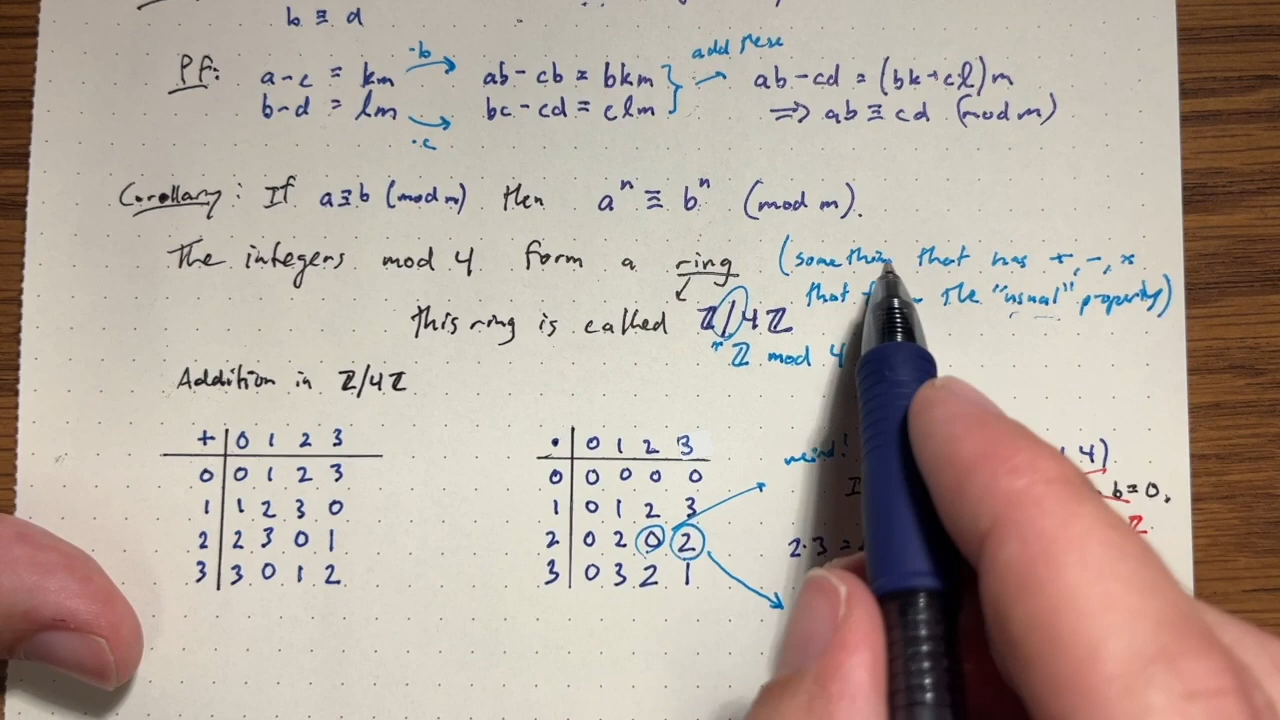 b ≡ d
Pf: a-c = km ·b ab-cb = bkm add these ab-cd = (bk+cl)m
b-d = lm ·c bc-cd = clm ⟹ ab ≡ cd (mod m)
Corollary: If a≡b (mod m) then aⁿ ≡ bⁿ (mod m).
The integers mod 4 form a ring (something that has +,-,×
that the "usual" property)
this ring is called ℤ/4ℤ
"ℤ mod 4
Addition in ℤ/4ℤ
+ 0 1 2 3
0 0 1 2 3
1 1 2 3 0
2 2 3 0 1
3 3 0 1 2
· 0 1 2 3
0 0 0 0 0
1 0 1 2 3
2 0 2 0 2
3 0 3 2 1
weird! 4)
I b=0,
2·3 =